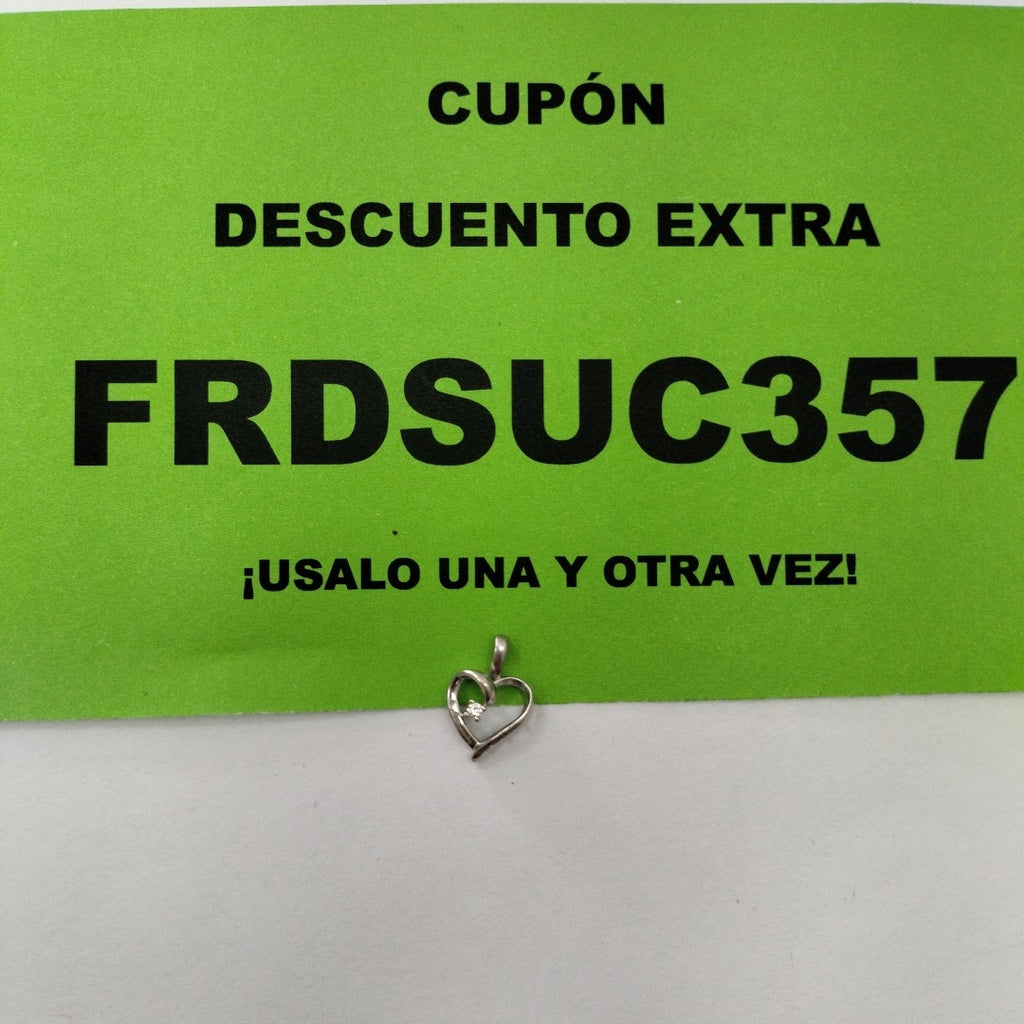 CUPÓN
DESCUENTO EXTRA
FRDSUC357
¡USALO UNA Y OTRA VEZ!